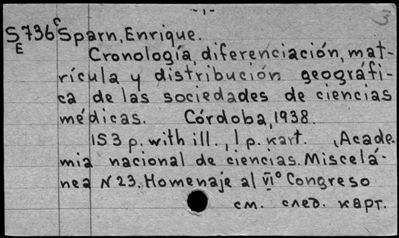 -1-
3
S736c Sparn, Enrique.
E
Cronología, diferenciación, mat-
rícula y distribución geográfi-
ca de las sociedades de ciencias
médicas. Córdoba, 1938.
153 p. with ill., 1 p. kart. (Acade-
mia nacional de ciencias. Miscelá-
nea N 23. Homenaje al VI° Congreso
см. след. карт.